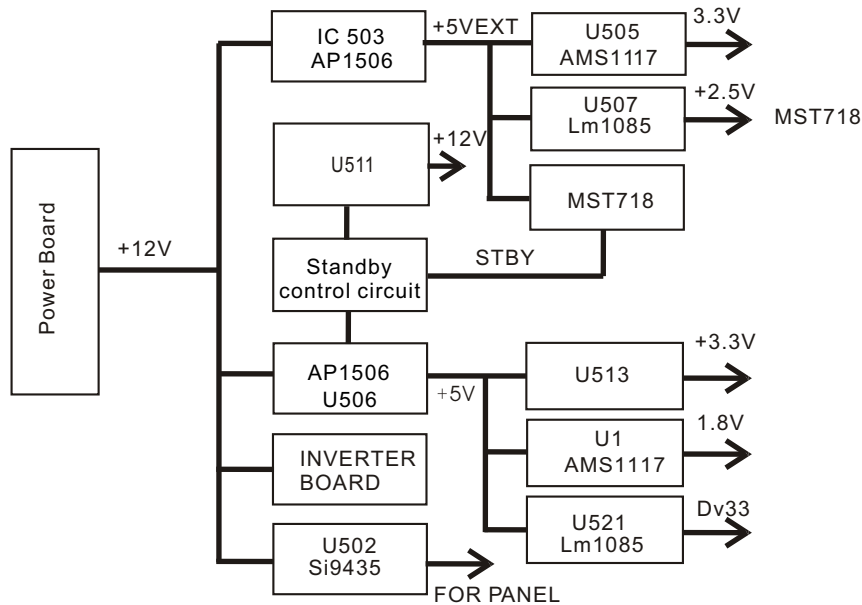 Power Board
+12V
IC 503
AP1506
+5VEXT
U505
AMS1117
3.3V
U507
Lm1085
+2.5V
MST718
U511
+12V
MST718
Standby
control circuit
STBY
AP1506
U506
+5V
U513
+3.3V
U1
AMS1117
1.8V
INVERTER
BOARD
U521
Lm1085
Dv33
U502
Si9435
FOR PANEL